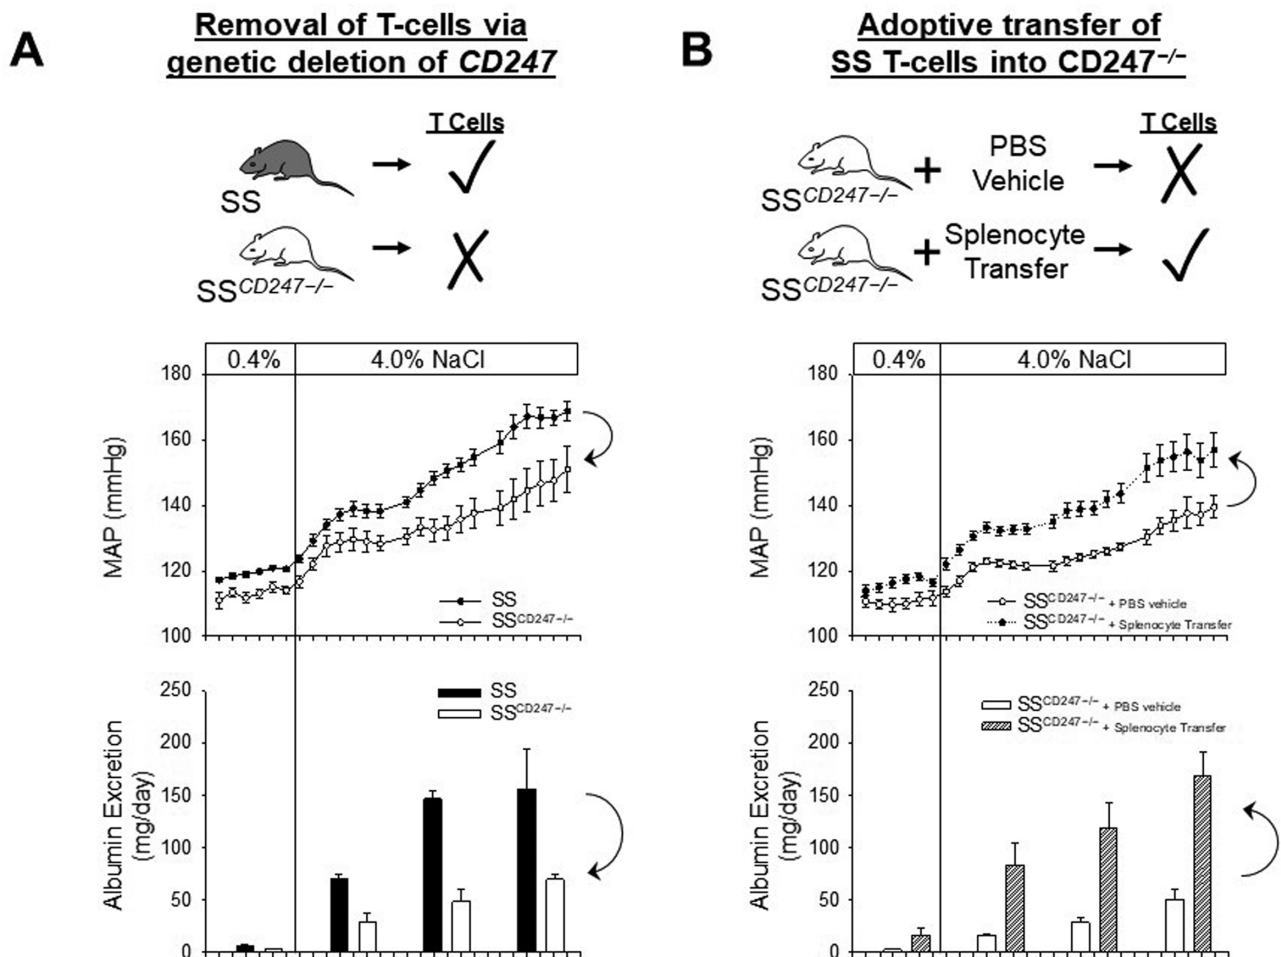 A
Removal of T-cells via
genetic deletion of CD247
T Cells
SS
SSCD247−/−
0.4%
4.0% NaCl
MAP (mmHg)
180
160
140
120
100
SS
SSCD247−/−
Albumin Excretion
(mg/day)
250
200
150
100
50
0
SS
SSCD247−/−
B
Adoptive transfer of
SS T-cells into CD247−/−
T Cells
SSCD247−/−
+
PBS
Vehicle
SSCD247−/−
+
Splenocyte
Transfer
0.4%
4.0% NaCl
MAP (mmHg)
180
160
140
120
100
SSCD247−/− + PBS vehicle
SSCD247−/− + Splenocyte Transfer
Albumin Excretion
(mg/day)
250
200
150
100
50
0
SSCD247−/− + PBS vehicle
SSCD247−/− + Splenocyte Transfer